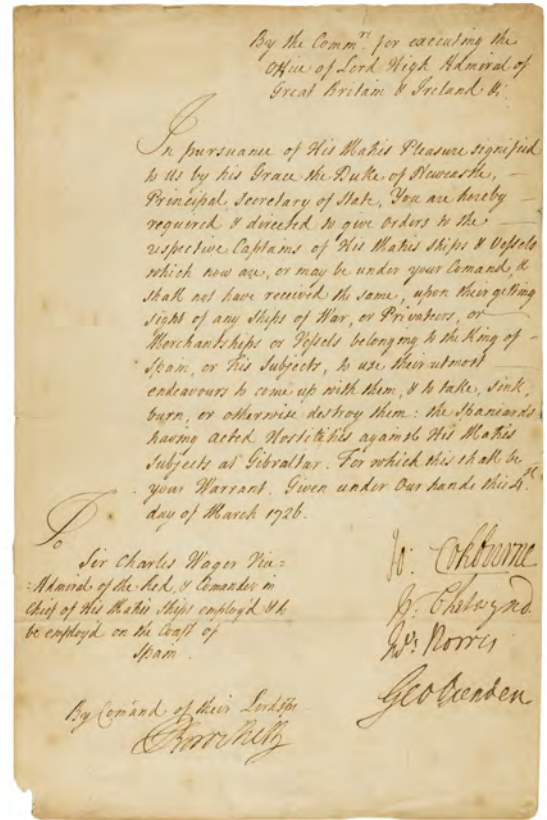 By the Commrs. for executing the
Office of Lord High Admiral of
Great Britain & Ireland &c.
In pursuance of His Ma:ties Pleasure signified
to us by his Grace the Duke of Newcastle,
Principal Secretary of State, You are hereby
required & directed to give orders to the
respective Captains of His Ma:ties Ships & Vessels
which now are, or may be under your Comand, &
shall not have received the same, upon their getting
sight of any Ships of War, or Privateers, or
Merchantships or Vessels belonging to the King of
Spain, or his Subjects, to use their utmost
endeavours to come up with them, & to take, sink,
burn, or otherwise destroy them: the Spaniards
having acted Hostilities against His Ma:ties
Subjects at Gibraltar. For which this shall be
your Warrant. Given under Our hands this
day of March 1726.
To
Sir Charles Wager Vice=
=Admiral of the Red, & Comander in
Chief of His Ma:ties Ships employ'd & to
be employ'd on the Coast of
Spain
Jo: Cokburne
W. Chetwynd
Jno: Norris
Geo Oxenden
By Comand of their Lordsps